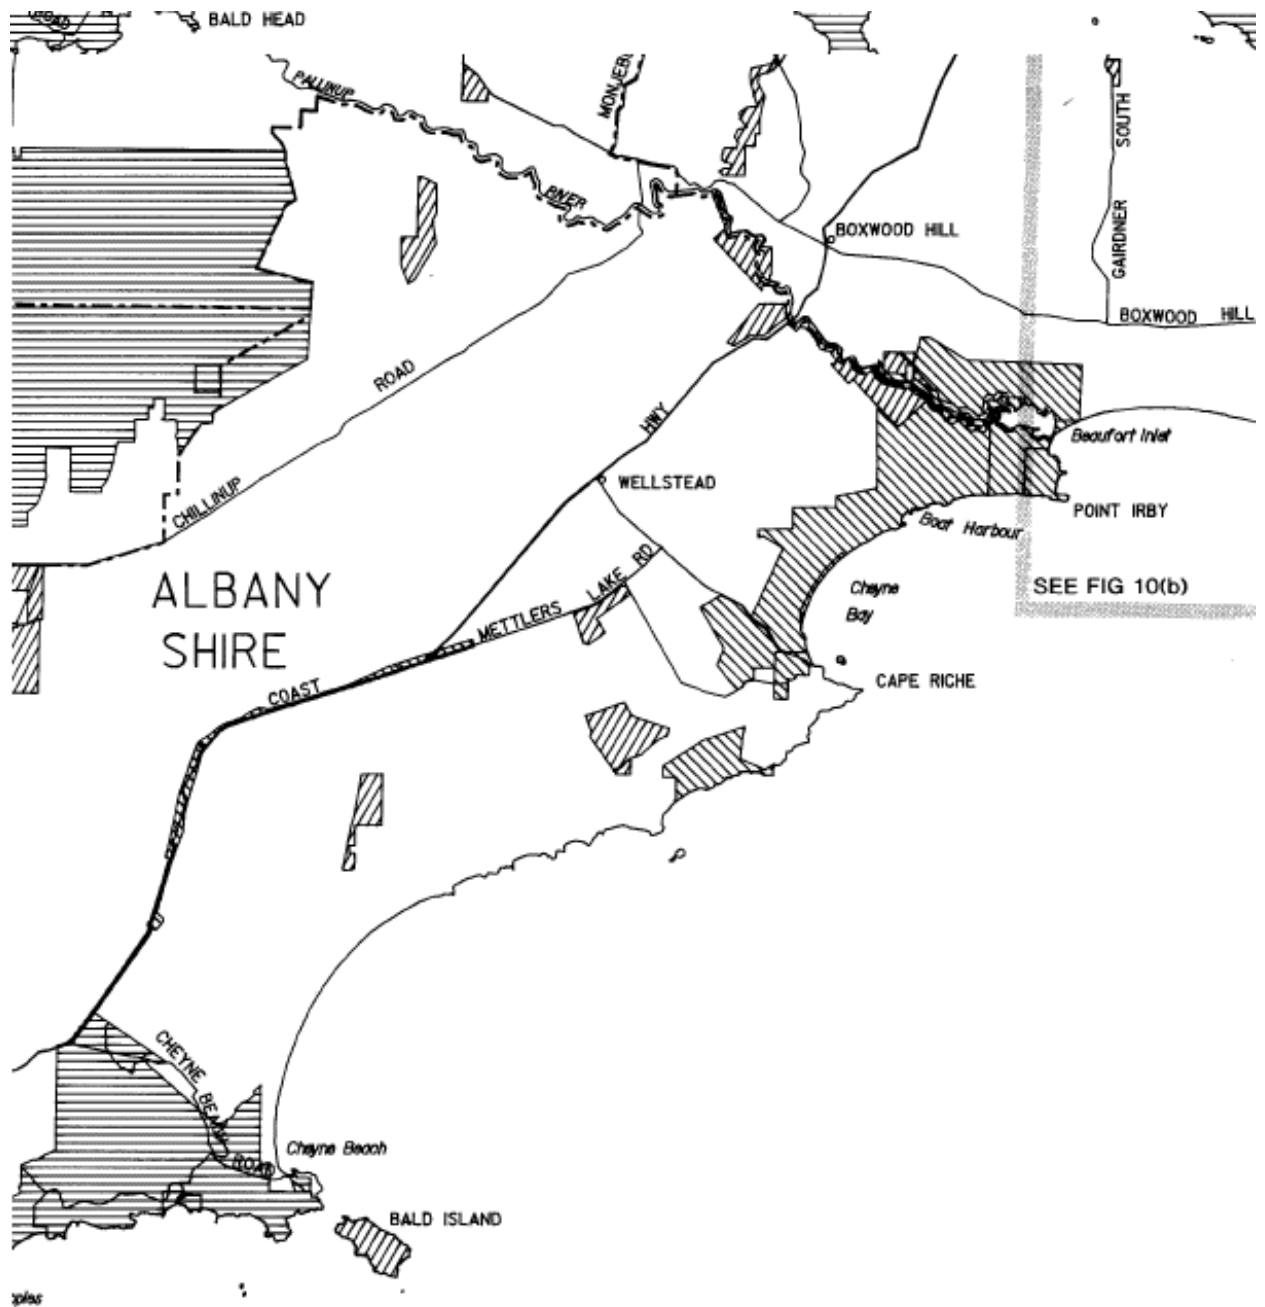 ROAD
BALD HEAD
PALLINUP
RIVER
SOUTH
GAIRDNER
BOXWOOD HILL
BOXWOOD HILL
ROAD
HWY
Beaufort Inlet
WELLSTEAD
CHILLINUP
POINT IRBY
Boat Harbour
ALBANY
SHIRE
METTLERS LAKE RD
Cheyne
Bay
SEE FIG 10(b)
COAST
CAPE RICHE
CHEYNE BEACH
ROAD
Cheyne Beach
BALD ISLAND